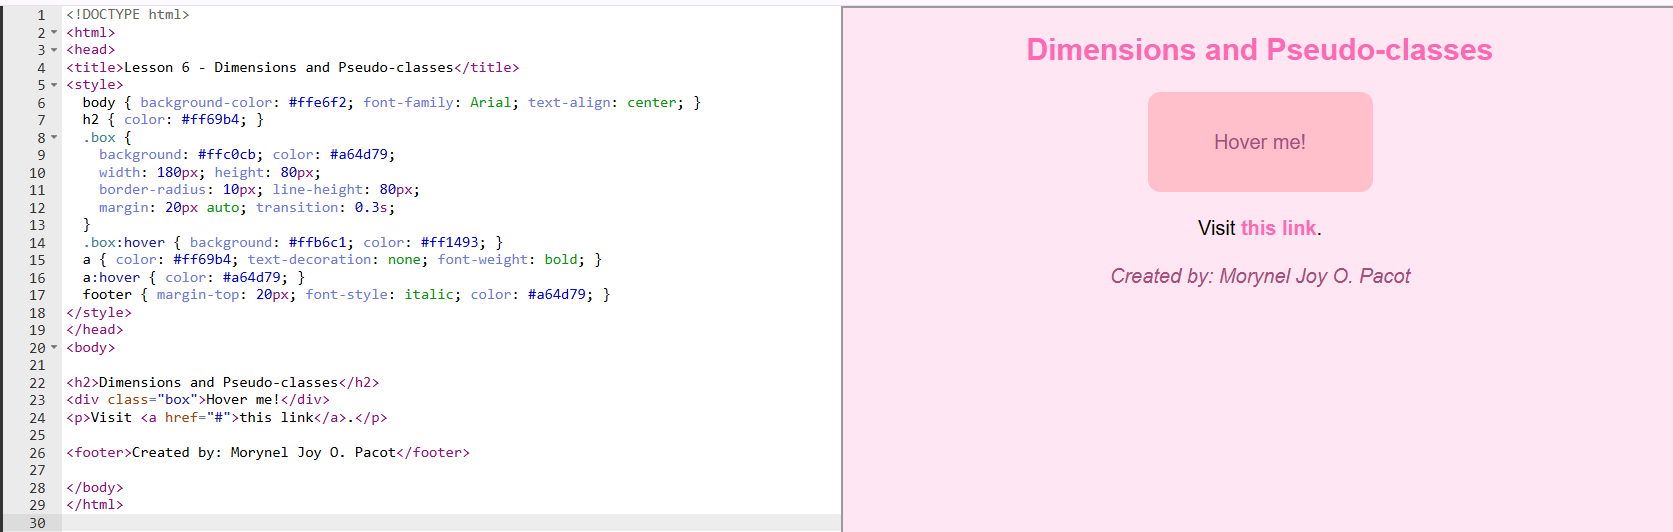 1 <!DOCTYPE html>
2 <html>
3 <head>
4 <title>Lesson 6 - Dimensions and Pseudo-classes</title>
5 <style>
6   body { background-color: #ffe6f2; font-family: Arial; text-align: center; }
7   h2 { color: #ff69b4; }
8   .box {
9     background: #ffc0cb; color: #a64d79;
10     width: 180px; height: 80px;
11     border-radius: 10px; line-height: 80px;
12     margin: 20px auto; transition: 0.3s;
13   }
14   .box:hover { background: #ffb6c1; color: #ff1493; }
15   a { color: #ff69b4; text-decoration: none; font-weight: bold; }
16   a:hover { color: #a64d79; }
17   footer { margin-top: 20px; font-style: italic; color: #a64d79; }
18 </style>
19 </head>
20 <body>
21
22 <h2>Dimensions and Pseudo-classes</h2>
23 <div class="box">Hover me!</div>
24 <p>Visit <a href="#">this link</a>.</p>
25
26 <footer>Created by: Morynel Joy O. Pacot</footer>
27
28 </body>
29 </html>
30
Dimensions and Pseudo-classes
Hover me!
Visit this link.
Created by: Morynel Joy O. Pacot